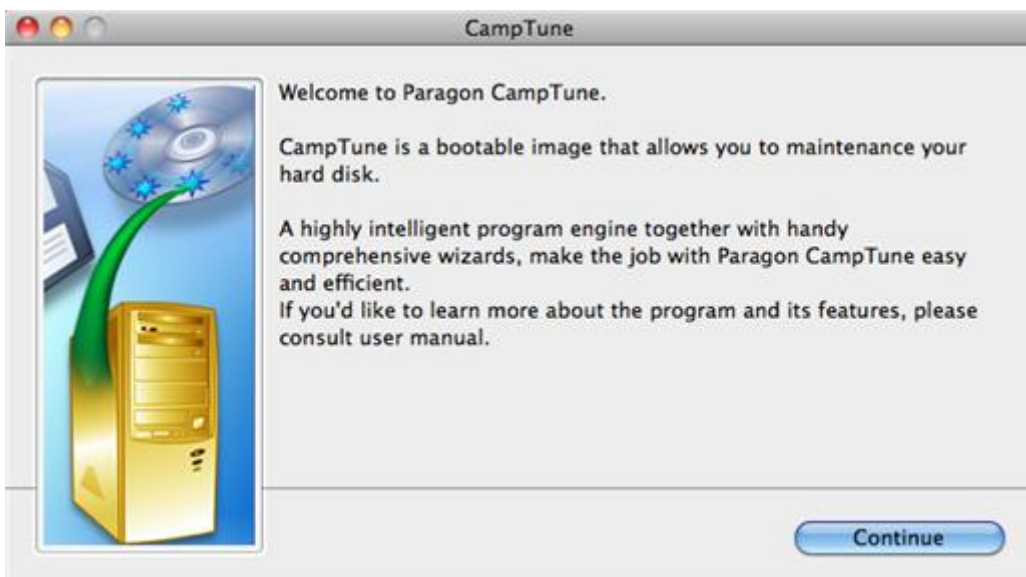 CampTune
Welcome to Paragon CampTune.
CampTune is a bootable image that allows you to maintenance your
hard disk.
A highly intelligent program engine together with handy
comprehensive wizards, make the job with Paragon CampTune easy
and efficient.
If you'd like to learn more about the program and its features, please
consult user manual.
Continue